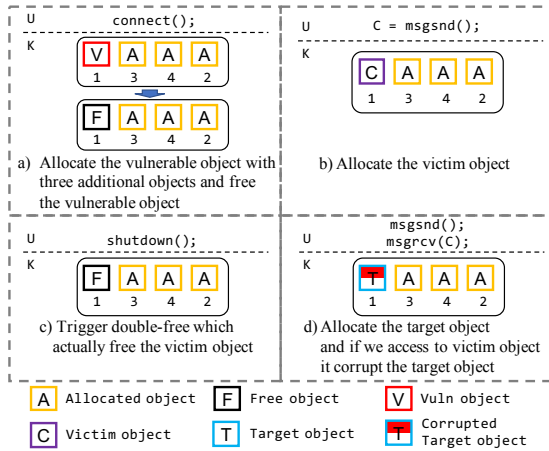 U connect();
K
V A A A
1 3 4 2
F A A A
1 3 4 2
a) Allocate the vulnerable object with
three additional objects and free
the vulnerable object
U C = msgsnd();
K
C A A A
1 3 4 2
b) Allocate the victim object
U shutdown();
K
F A A A
1 3 4 2
c) Trigger double-free which
actually free the victim object
msgsnd();
U msgrcv(C);
K
T A A A
1 3 4 2
d) Allocate the target object
and if we access to victim object
it corrupt the target object
A Allocated object F Free object V Vuln object
C Victim object T Target object T Corrupted
Target object